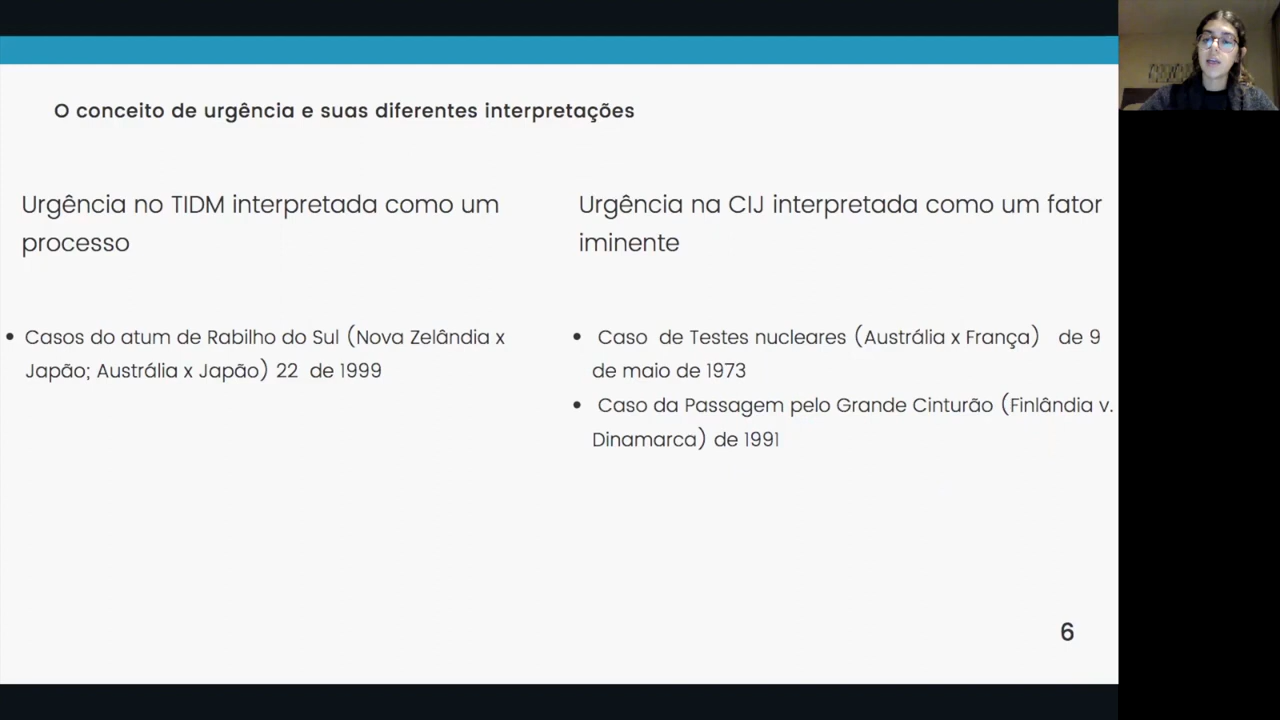 O conceito de urgência e suas diferentes interpretações
Urgência no TIDM interpretada como um
processo
• Casos do atum de Rabilho do Sul (Nova Zelândia x
Japão; Austrália x Japão) 22 de 1999
Urgência na CIJ interpretada como um fator
iminente
• Caso de Testes nucleares (Austrália x França) de 9
de maio de 1973
• Caso da Passagem pelo Grande Cinturão (Finlândia v.
Dinamarca) de 1991
6